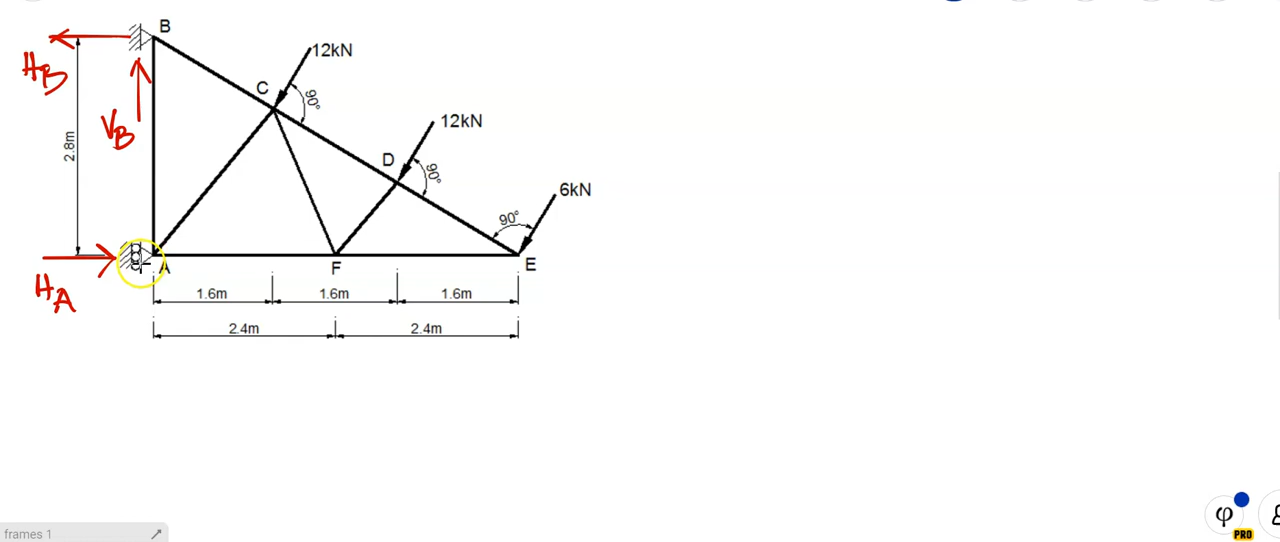 B
H_B
12kN
C
90°
V_B
12kN
2.8m
D
90°
6kN
90°
A
F
E
H_A
1.6m 1.6m 1.6m
2.4m 2.4m
frames 1
φ
PRO